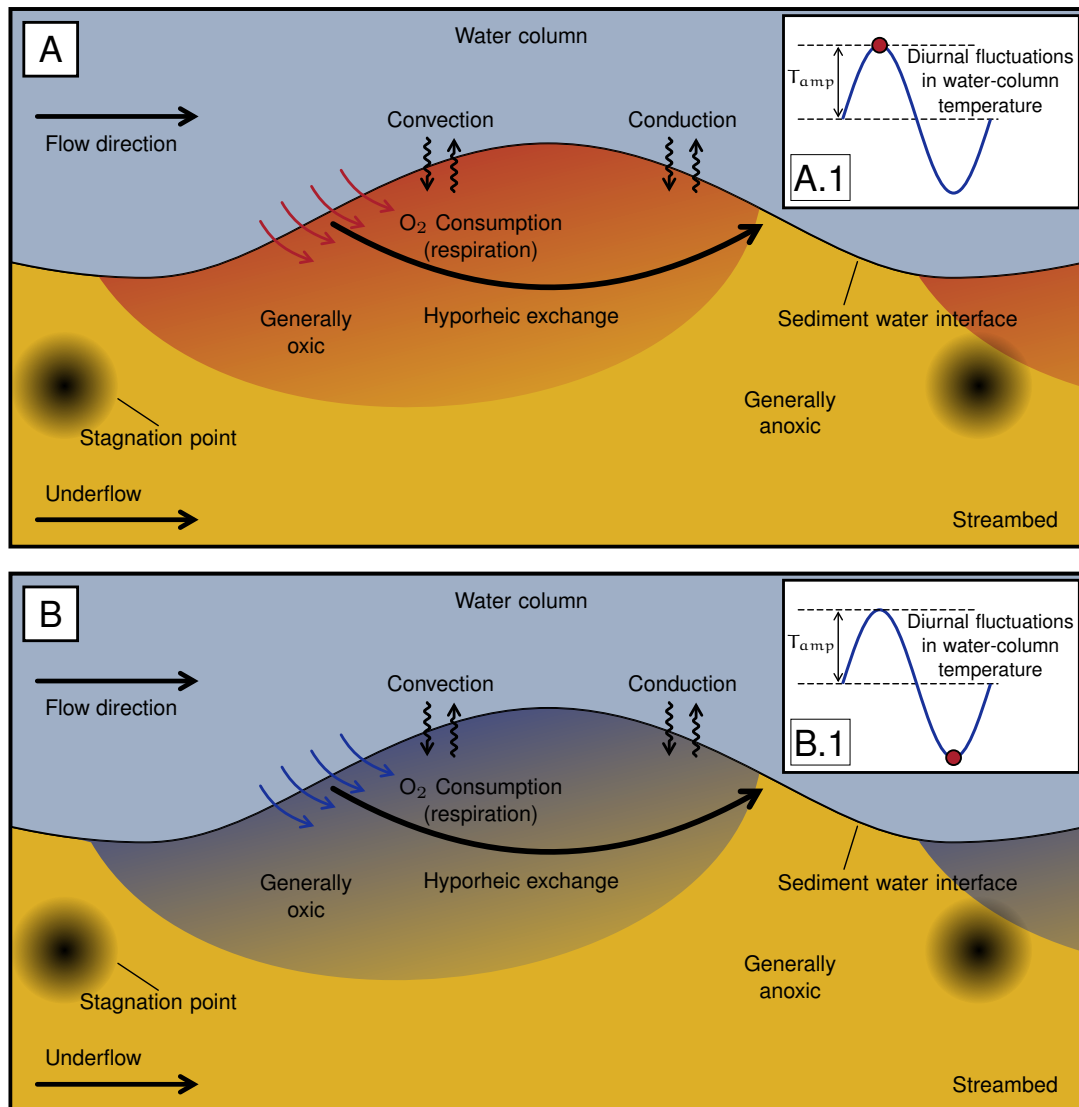 A
Water column
T_amp
Diurnal fluctuations
in water-column
temperature
A.1
Flow direction
Convection
Conduction
O₂ Consumption
(respiration)
Generally
oxic
Hyporheic exchange
Sediment water interface
Stagnation point
Generally
anoxic
Underflow
Streambed
B
Water column
T_amp
Diurnal fluctuations
in water-column
temperature
B.1
Flow direction
Convection
Conduction
O₂ Consumption
(respiration)
Generally
oxic
Hyporheic exchange
Sediment water interface
Stagnation point
Generally
anoxic
Underflow
Streambed